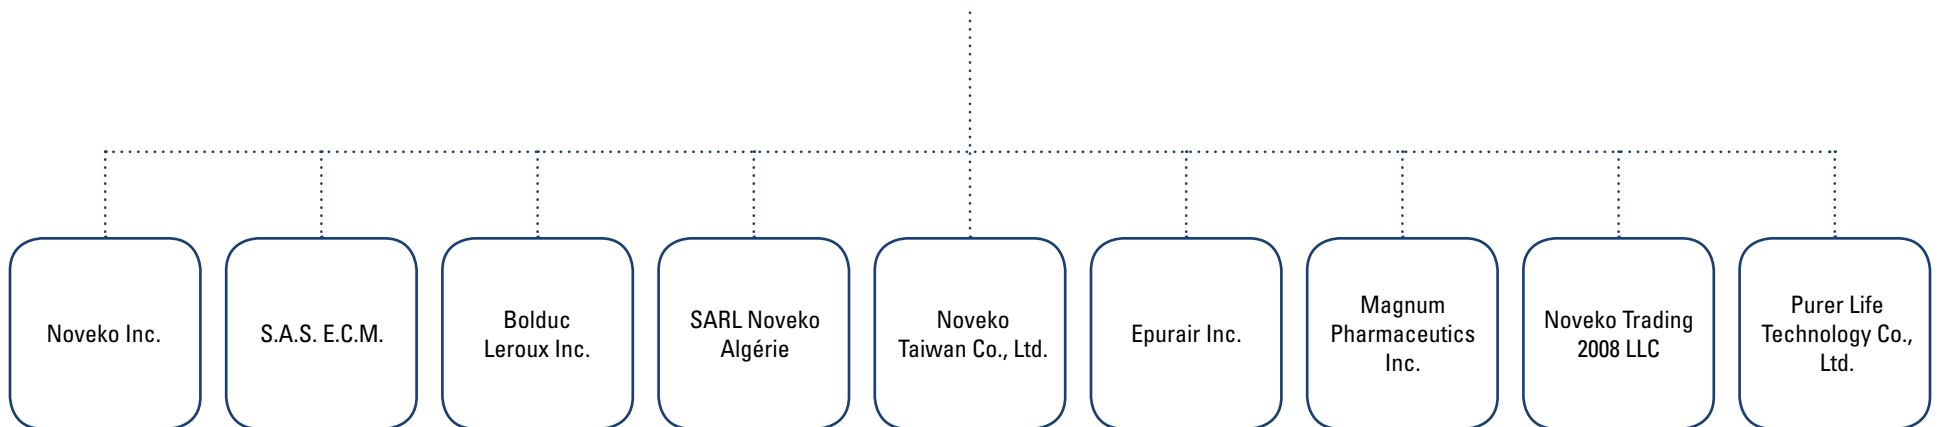 Noveko Inc.
S.A.S. E.C.M.
Bolduc
Leroux Inc.
SARL Noveko
Algérie
Noveko
Taiwan Co., Ltd.
Epurair Inc.
Magnum
Pharmaceutics
Inc.
Noveko Trading
2008 LLC
Purer Life
Technology Co.,
Ltd.